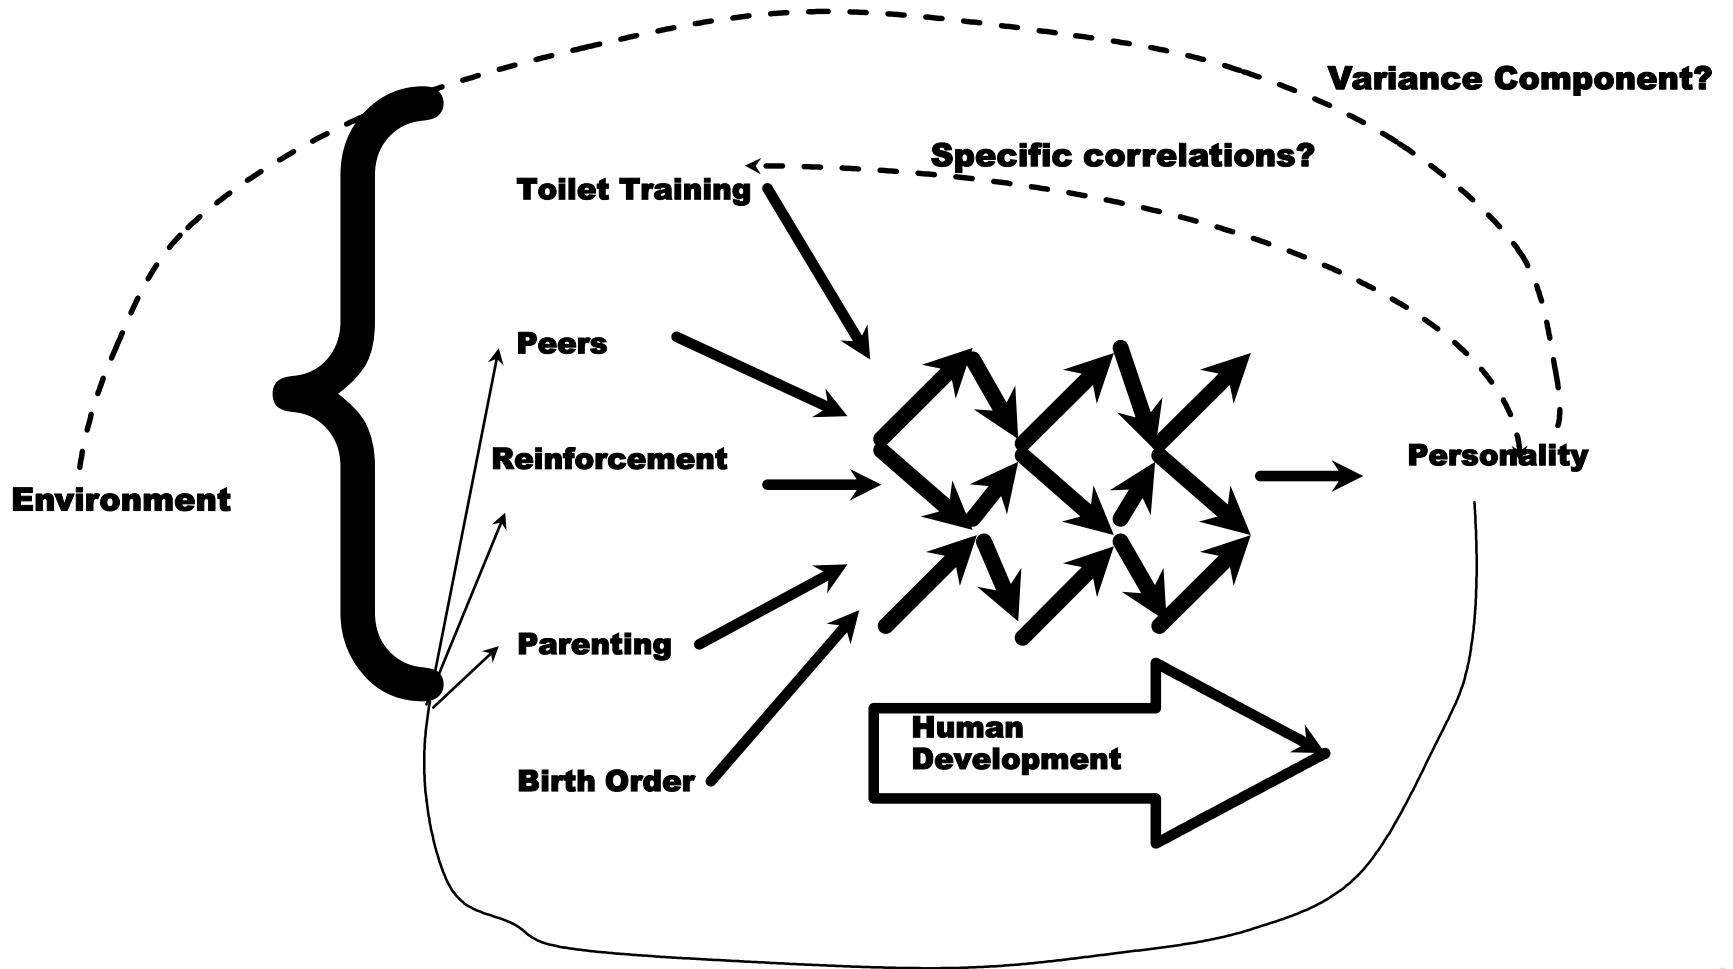 Variance Component?
Specific correlations?
Toilet Training
Peers
Reinforcement
Personality
Environment
Parenting
Human
Development
Birth Order